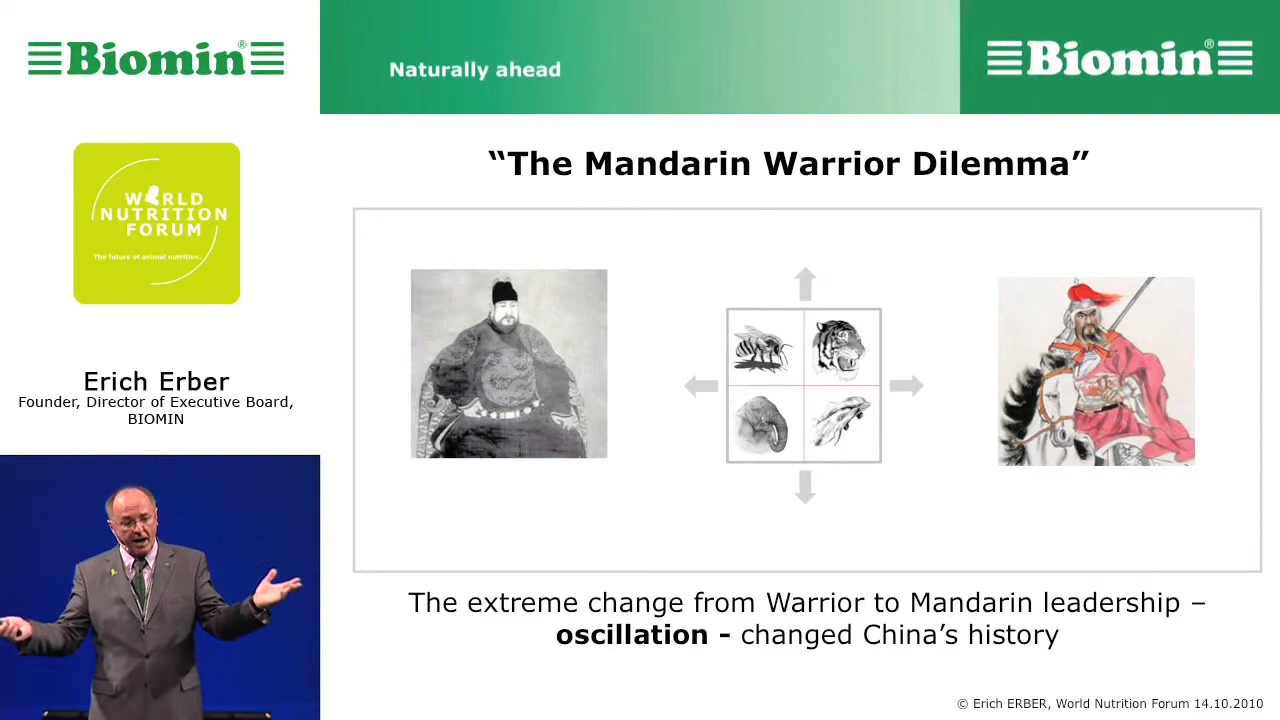 Biomin®
Naturally ahead
Biomin®
WORLD
NUTRITION
FORUM
The future of animal nutrition.
“The Mandarin Warrior Dilemma”
Erich Erber
Founder, Director of Executive Board,
BIOMIN
The extreme change from Warrior to Mandarin leadership –
oscillation - changed China’s history
© Erich ERBER, World Nutrition Forum 14.10.2010